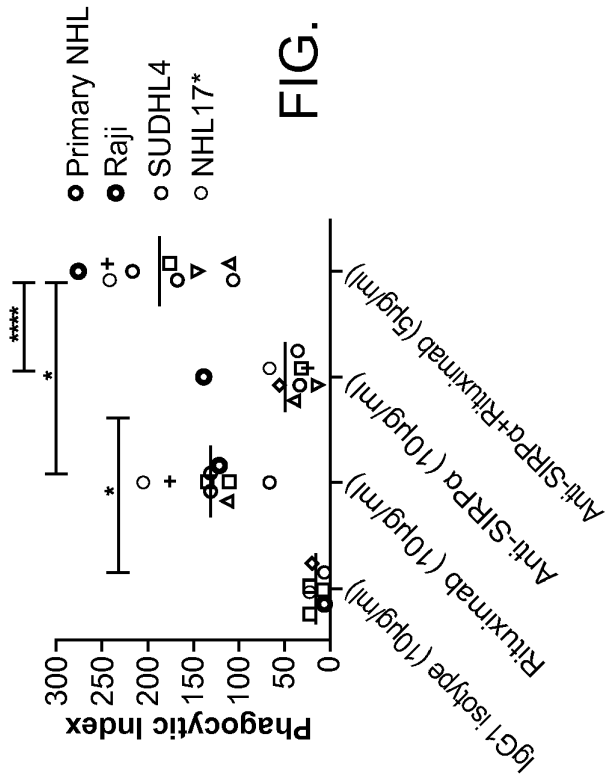 FIG.
Primary NHL
Raji
SUDHL4
NHL17*
****
*
*
Phagocytic Index
300
250
200
150
100
50
0
IgG1 isotype (10µg/ml)
Rituximab (10µg/ml)
Anti-SIRPα (10µg/ml)
Anti-SIRPα+Rituximab (5µg/ml)